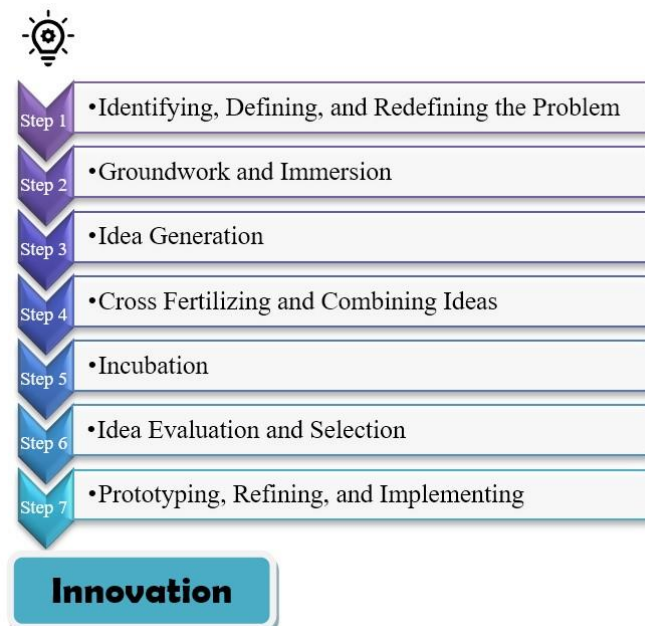 Step 1
•Identifying, Defining, and Redefining the Problem
Step 2
•Groundwork and Immersion
Step 3
•Idea Generation
Step 4
•Cross Fertilizing and Combining Ideas
Step 5
•Incubation
Step 6
•Idea Evaluation and Selection
Step 7
•Prototyping, Refining, and Implementing
Innovation